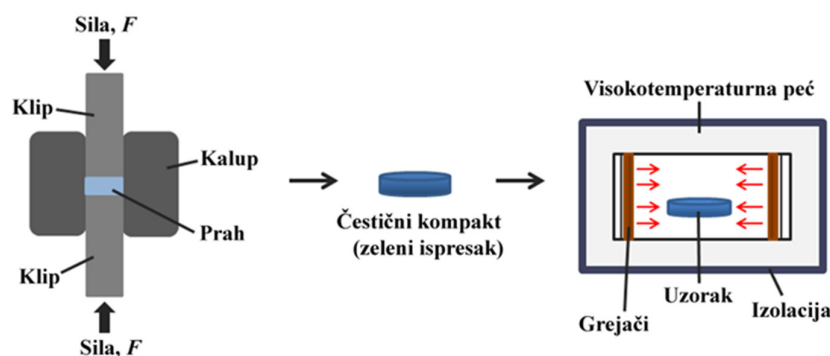 Sila, F
Klip
Kalup
Prah
Klip
Sila, F
Čestični kompakt
(zeleni ispresak)
Visokotemperaturna peć
Uzorak
Grejači
Izolacija